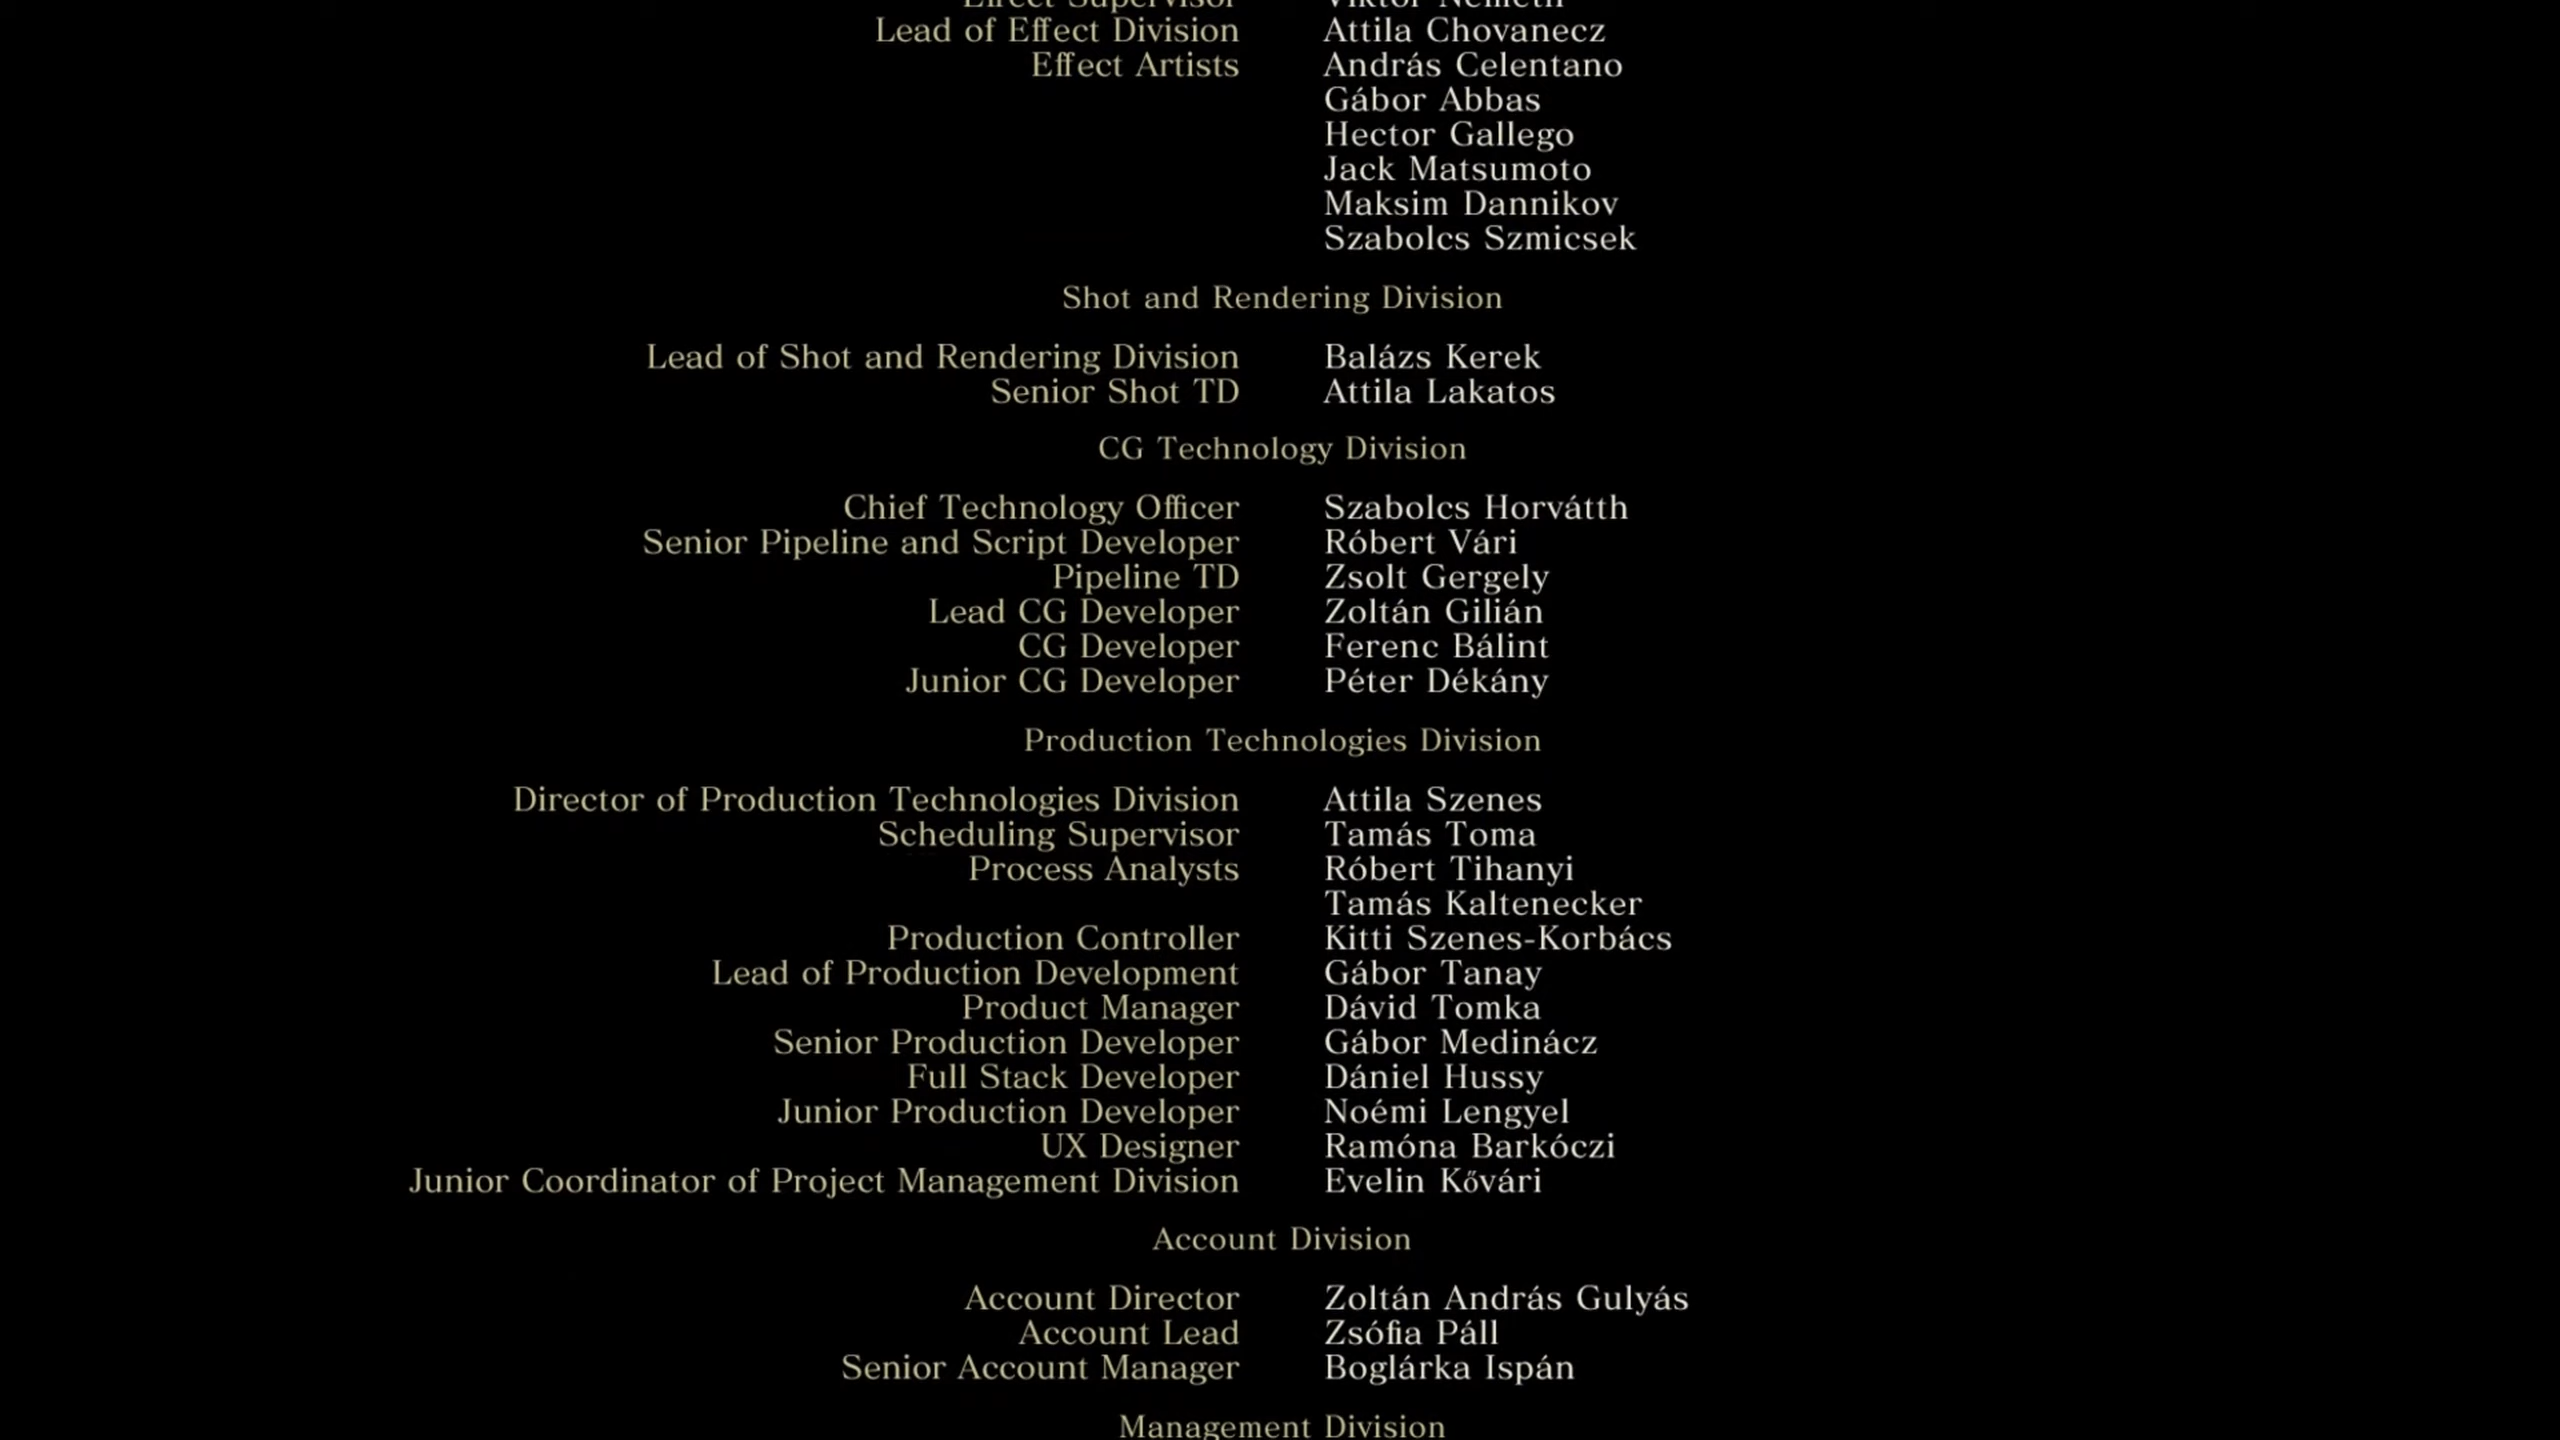 Effect Supervisor Viktor Németh
Lead of Effect Division Attila Chovanecz
Effect Artists András Celentano
Gábor Abbas
Hector Gallego
Jack Matsumoto
Maksim Dannikov
Szabolcs Szmicsek
Shot and Rendering Division
Lead of Shot and Rendering Division Balázs Kerek
Senior Shot TD Attila Lakatos
CG Technology Division
Chief Technology Officer Szabolcs Horvátth
Senior Pipeline and Script Developer Róbert Vári
Pipeline TD Zsolt Gergely
Lead CG Developer Zoltán Gilián
CG Developer Ferenc Bálint
Junior CG Developer Péter Dékány
Production Technologies Division
Director of Production Technologies Division Attila Szenes
Scheduling Supervisor Tamás Toma
Process Analysts Róbert Tihanyi
Tamás Kaltenecker
Production Controller Kitti Szenes-Korbács
Lead of Production Development Gábor Tanay
Product Manager Dávid Tomka
Senior Production Developer Gábor Medinácz
Full Stack Developer Dániel Hussy
Junior Production Developer Noémi Lengyel
UX Designer Ramóna Barkóczi
Junior Coordinator of Project Management Division Evelin Kővári
Account Division
Account Director Zoltán András Gulyás
Account Lead Zsófia Páll
Senior Account Manager Boglárka Ispán
Management Division